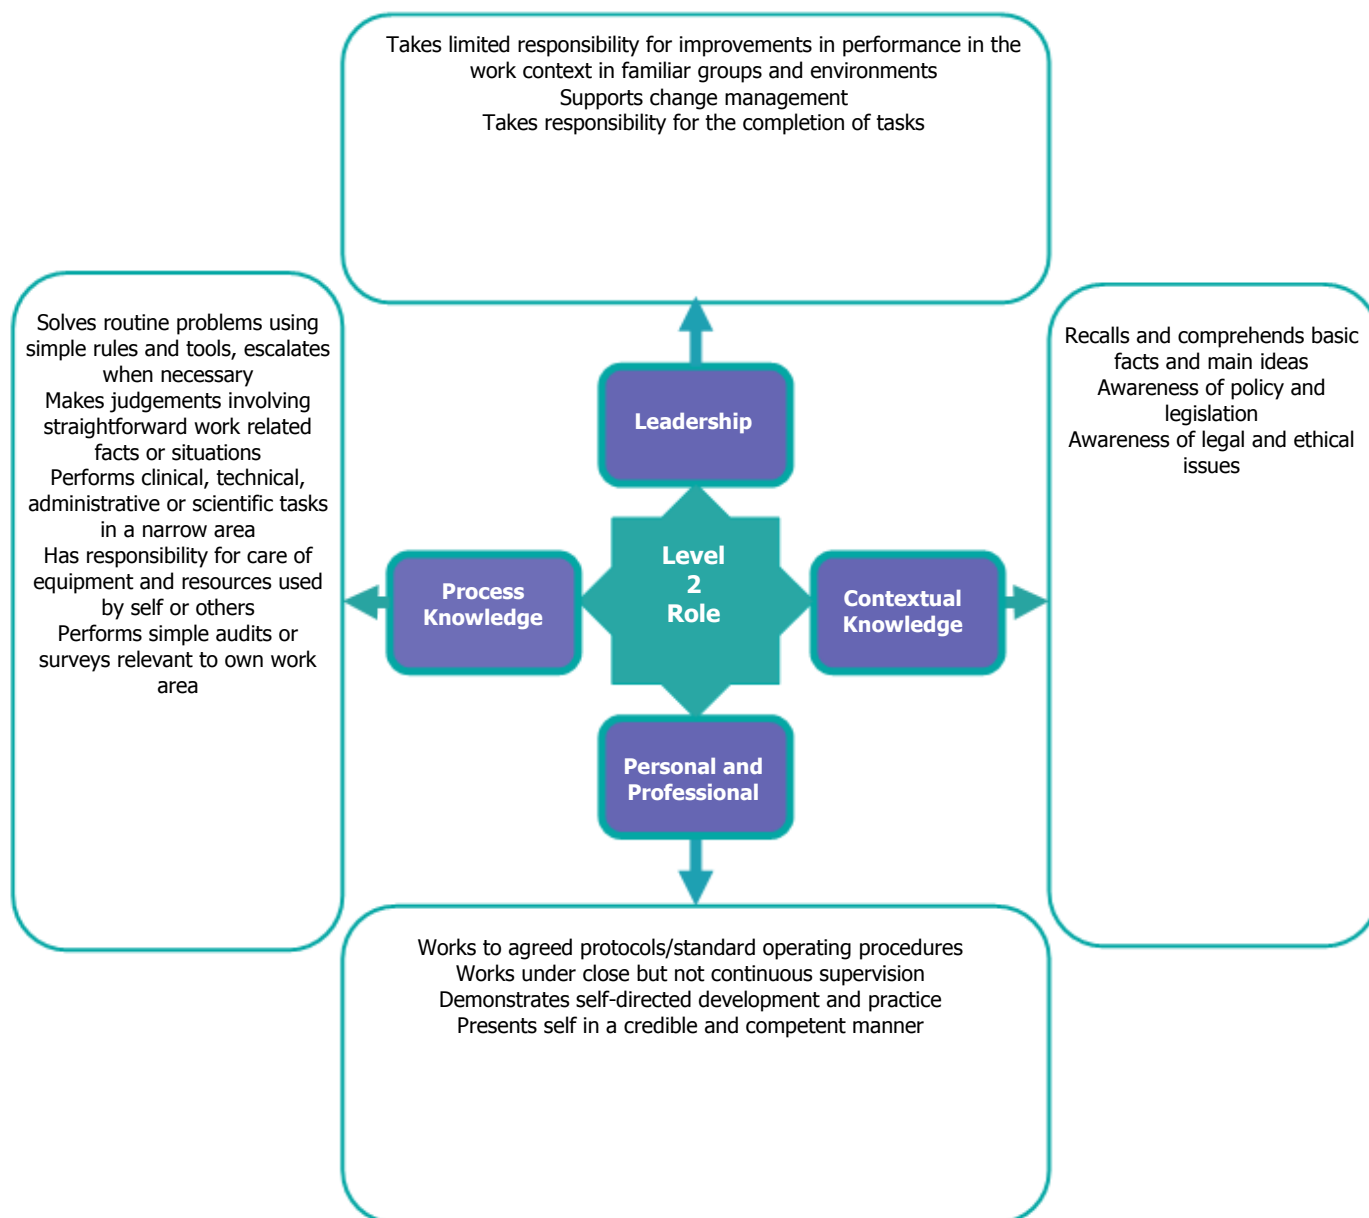 Takes limited responsibility for improvements in performance in the
work context in familiar groups and environments
Supports change management
Takes responsibility for the completion of tasks
Solves routine problems using
simple rules and tools, escalates
when necessary
Makes judgements involving
straightforward work related
facts or situations
Performs clinical, technical,
administrative or scientific tasks
in a narrow area
Has responsibility for care of
equipment and resources used
by self or others
Performs simple audits or
surveys relevant to own work
area
Leadership
Process
Knowledge
Level
2
Role
Contextual
Knowledge
Personal and
Professional
Recalls and comprehends basic
facts and main ideas
Awareness of policy and
legislation
Awareness of legal and ethical
issues
Works to agreed protocols/standard operating procedures
Works under close but not continuous supervision
Demonstrates self-directed development and practice
Presents self in a credible and competent manner